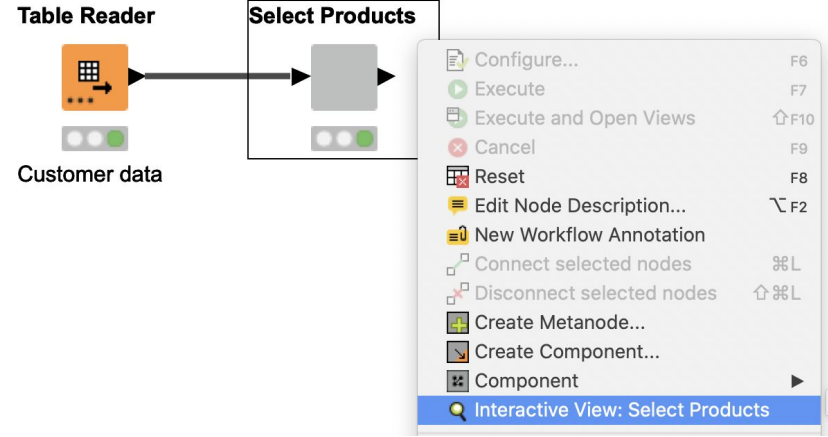 Table Reader
Select Products
Customer data
Configure... F6
Execute F7
Execute and Open Views ⇧F10
Cancel F9
Reset F8
Edit Node Description... ⌥F2
New Workflow Annotation
Connect selected nodes ⌘L
Disconnect selected nodes ⇧⌘L
Create Metanode...
Create Component...
Component ▶
Interactive View: Select Products